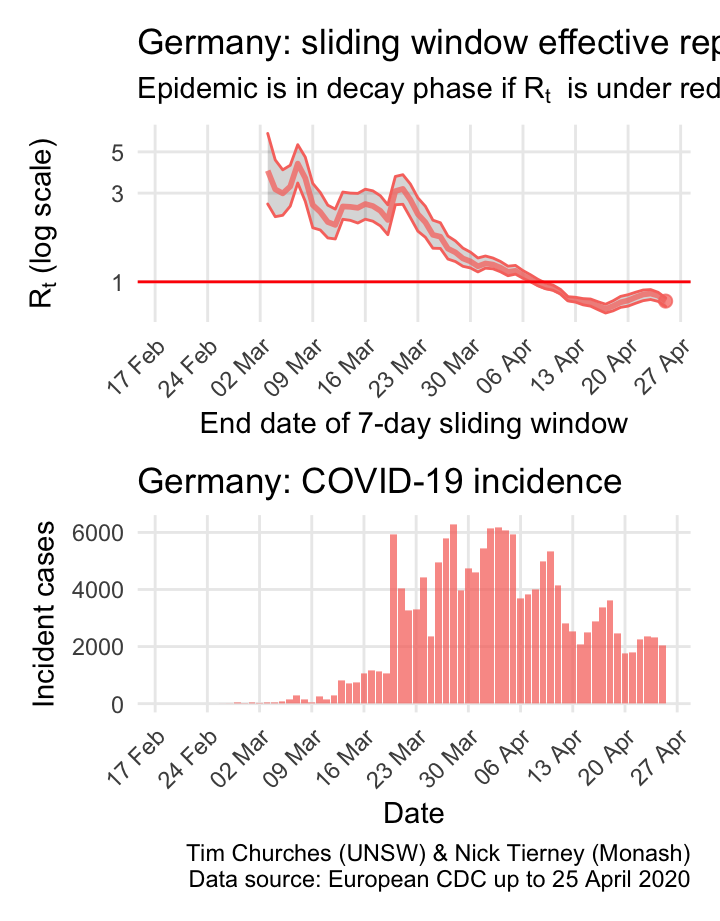 Germany: sliding window effective rep
Epidemic is in decay phase if Rt is under red
Rt (log scale)
5
3
1
17 Feb
24 Feb
02 Mar
09 Mar
16 Mar
23 Mar
30 Mar
06 Apr
13 Apr
20 Apr
27 Apr
End date of 7-day sliding window
Germany: COVID-19 incidence
Incident cases
6000
4000
2000
0
17 Feb
24 Feb
02 Mar
09 Mar
16 Mar
23 Mar
30 Mar
06 Apr
13 Apr
20 Apr
27 Apr
Date
Tim Churches (UNSW) & Nick Tierney (Monash)
Data source: European CDC up to 25 April 2020